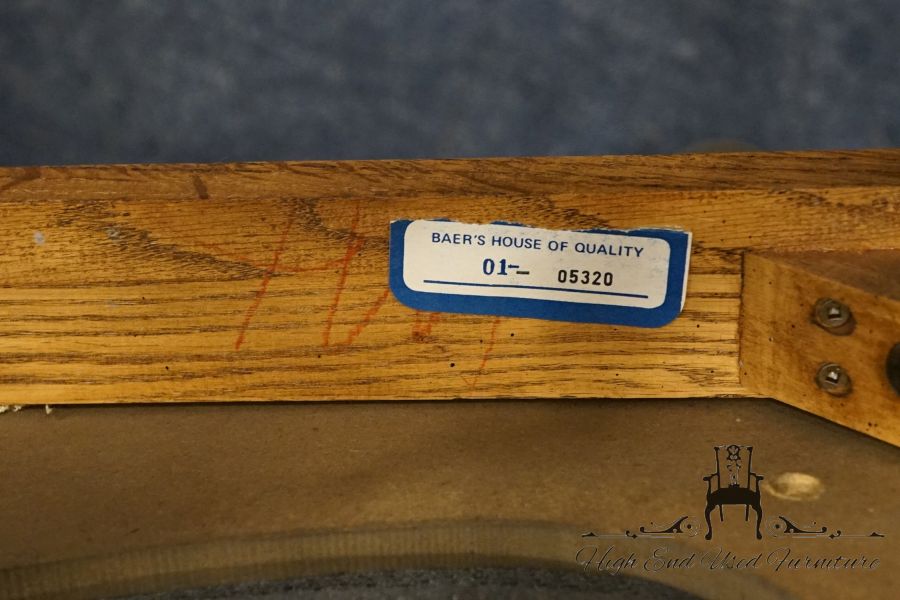 BAER'S HOUSE OF QUALITY
01-- 05320
High End Used Furniture